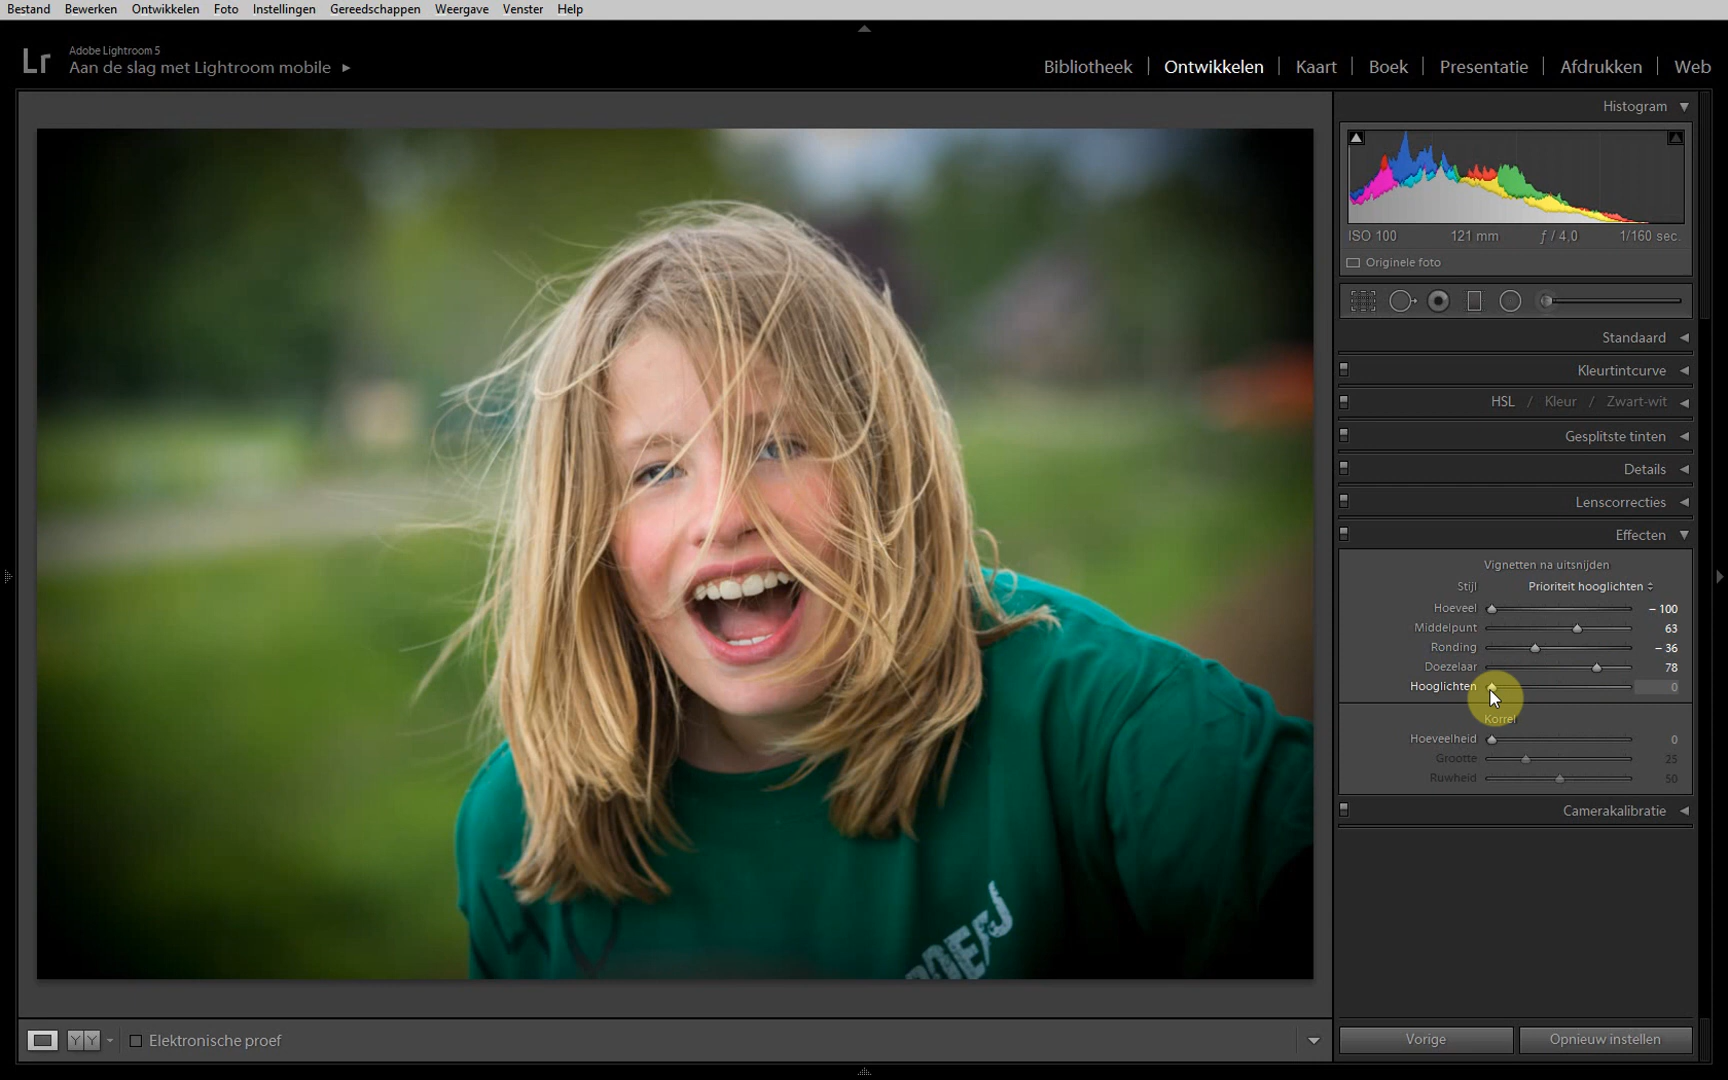 Bestand Bewerken Ontwikkelen Foto Instellingen Gereedschappen Weergave Venster Help
Lr
Adobe Lightroom 5
Aan de slag met Lightroom mobile
Bibliotheek | Ontwikkelen | Kaart | Boek | Presentatie | Afdrukken | Web
Histogram
ISO 100 121 mm ƒ / 4,0 1/160 sec.
Originele foto
Standaard
Kleurtintcurve
HSL / Kleur / Zwart-wit
Gesplitste tinten
Details
Lenscorrecties
Effecten
Vignetten na uitsnijden
Stijl Prioriteit hooglichten
Hoeveel – 100
Middelpunt 63
Ronding – 36
Doezelaar 78
Hooglichten 0
Korrel
Hoeveelheid 0
Grootte 25
Ruwheid 50
Camerakalibratie
YY
Elektronische proef
Vorige
Opnieuw instellen